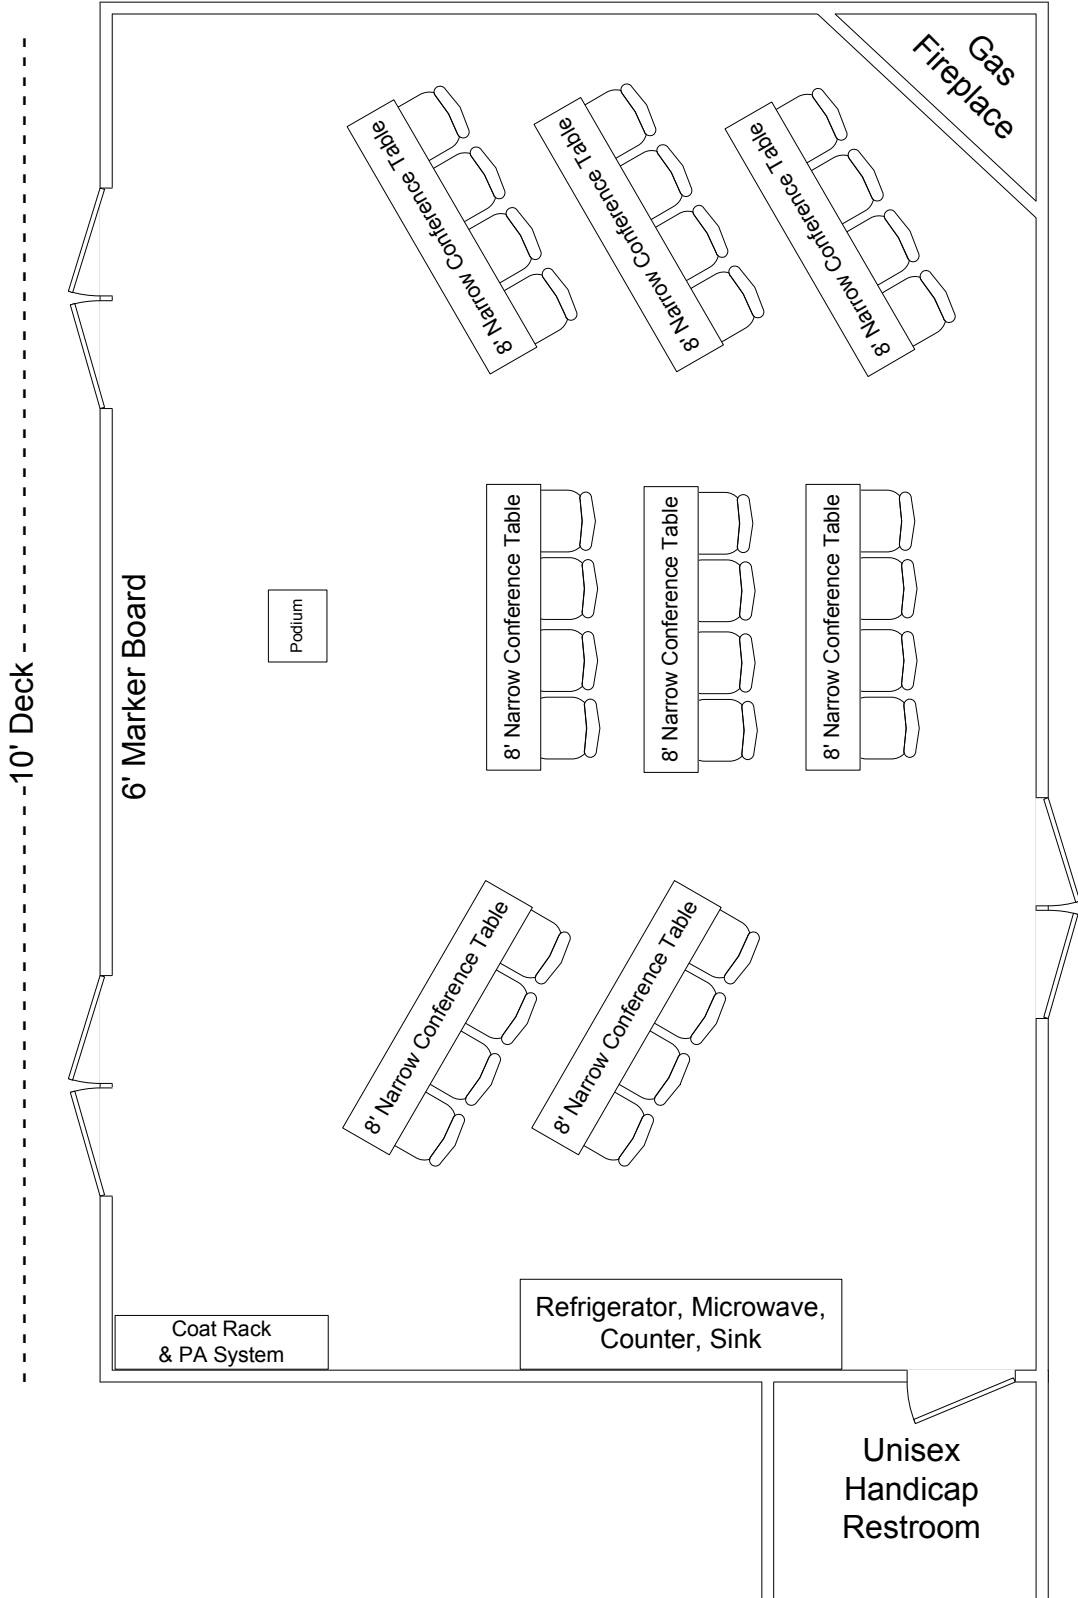 Gas
Fireplace
8' Narrow Conference Table
8' Narrow Conference Table
8' Narrow Conference Table
10' Deck
6' Marker Board
Podium
8' Narrow Conference Table
8' Narrow Conference Table
8' Narrow Conference Table
8' Narrow Conference Table
8' Narrow Conference Table
Coat Rack
& PA System
Refrigerator, Microwave,
Counter, Sink
Unisex
Handicap
Restroom